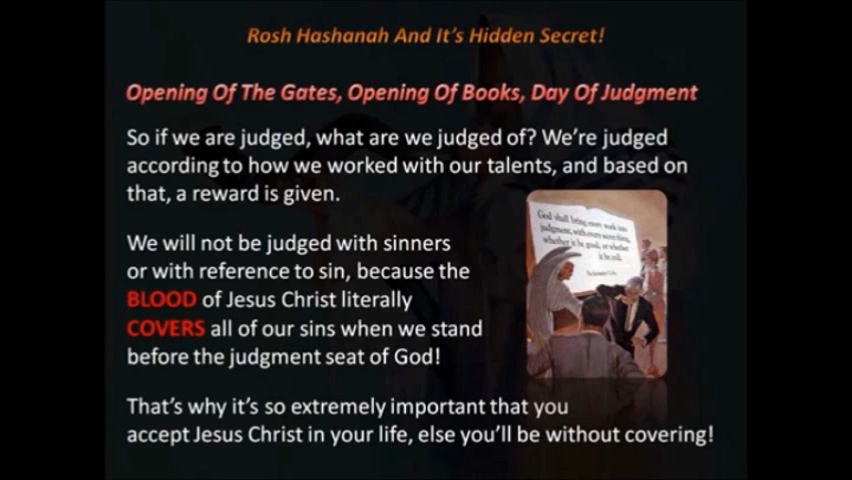 Rosh Hashanah And It's Hidden Secret!
Opening Of The Gates, Opening Of Books, Day Of Judgment
So if we are judged, what are we judged of? We're judged
according to how we worked with our talents, and based on
that, a reward is given.
God shall bring every work into
judgment, with every secret thing,
whether it be good, or whether
it be evil.
We will not be judged with sinners
or with reference to sin, because the
BLOOD of Jesus Christ literally
COVERS all of our sins when we stand
before the judgment seat of God!
That's why it's so extremely important that you
accept Jesus Christ in your life, else you'll be without covering!